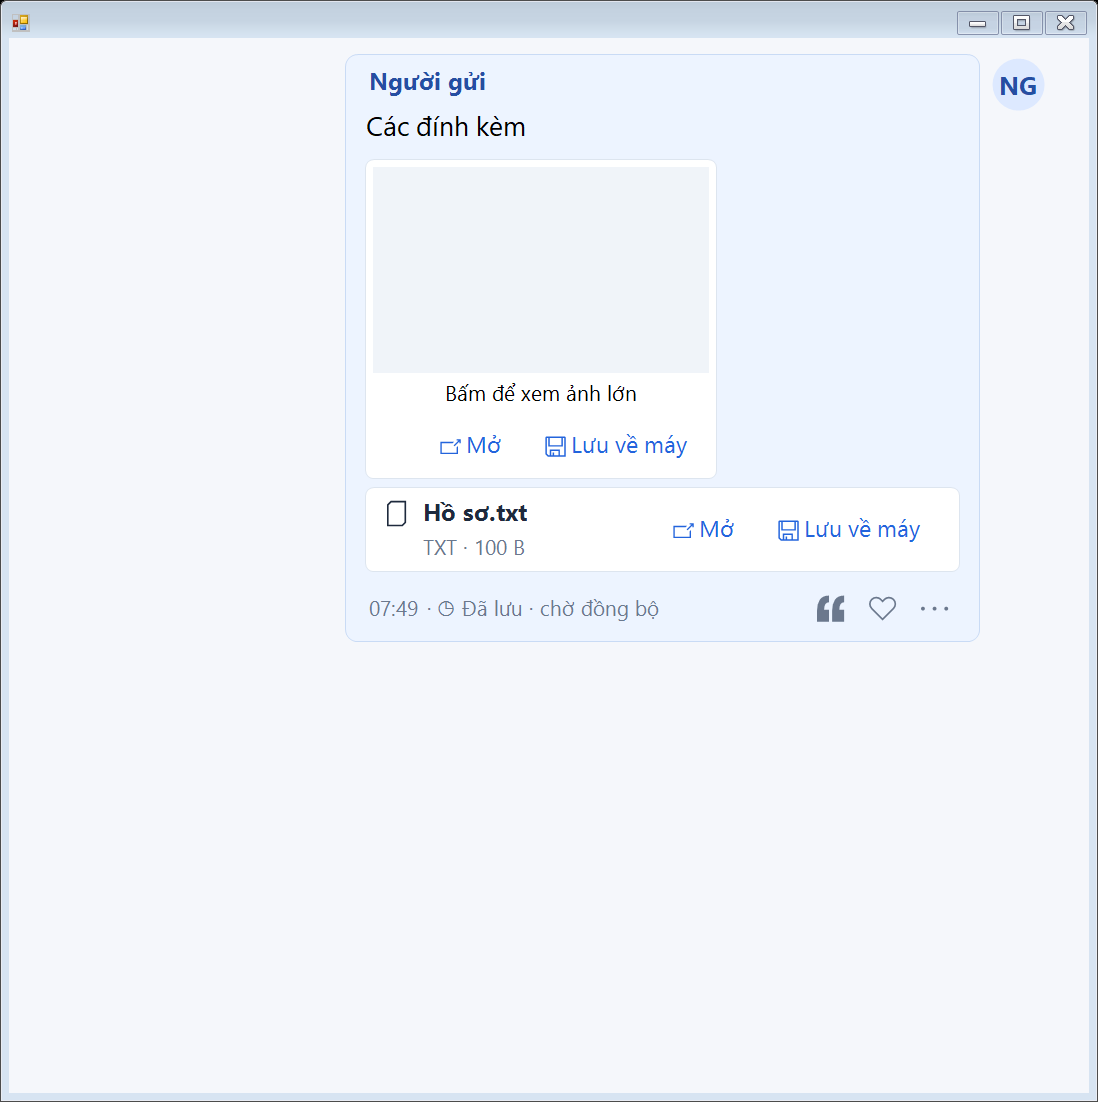 Người gửi
NG
Các đính kèm
Bấm để xem ảnh lớn
Mở Lưu về máy
Hồ sơ.txt
TXT · 100 B
Mở Lưu về máy
07:49 · Đã lưu · chờ đồng bộ